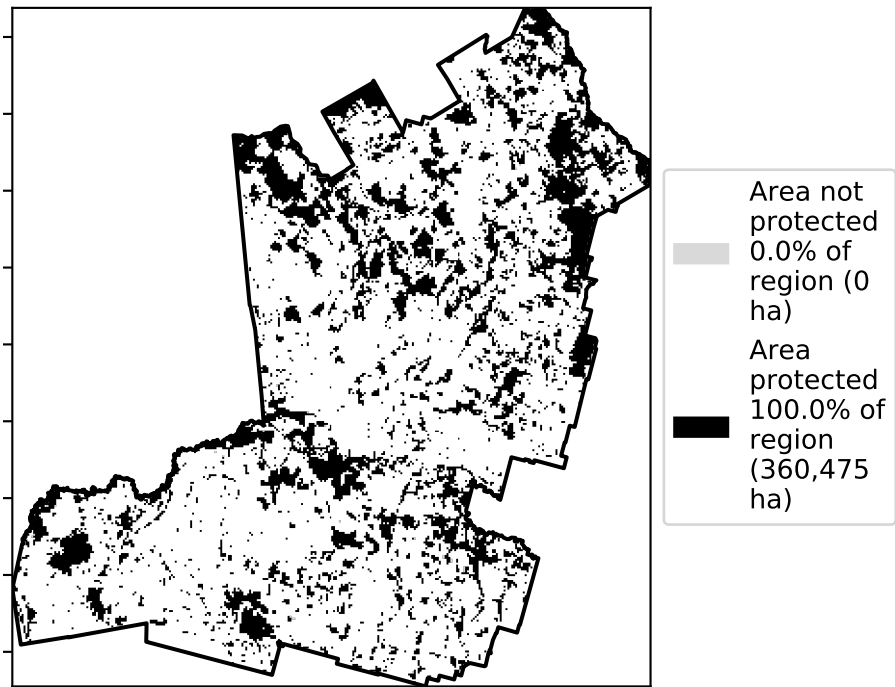 Area not
protected
0.0% of
region (0
ha)
Area
protected
100.0% of
region
(360,475
ha)